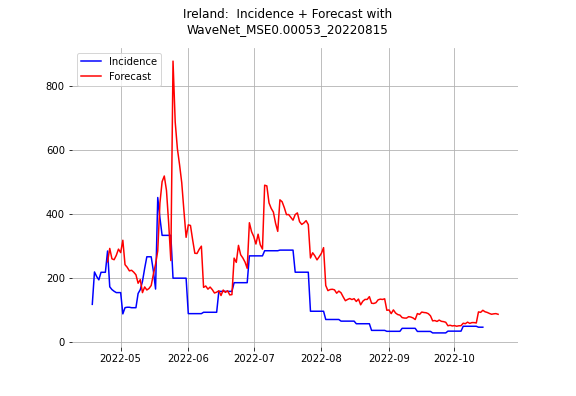 Ireland:  Incidence + Forecast with
WaveNet_MSE0.00053_20220815
Incidence
Forecast
800
600
400
200
0
2022-05 2022-06 2022-07 2022-08 2022-09 2022-10